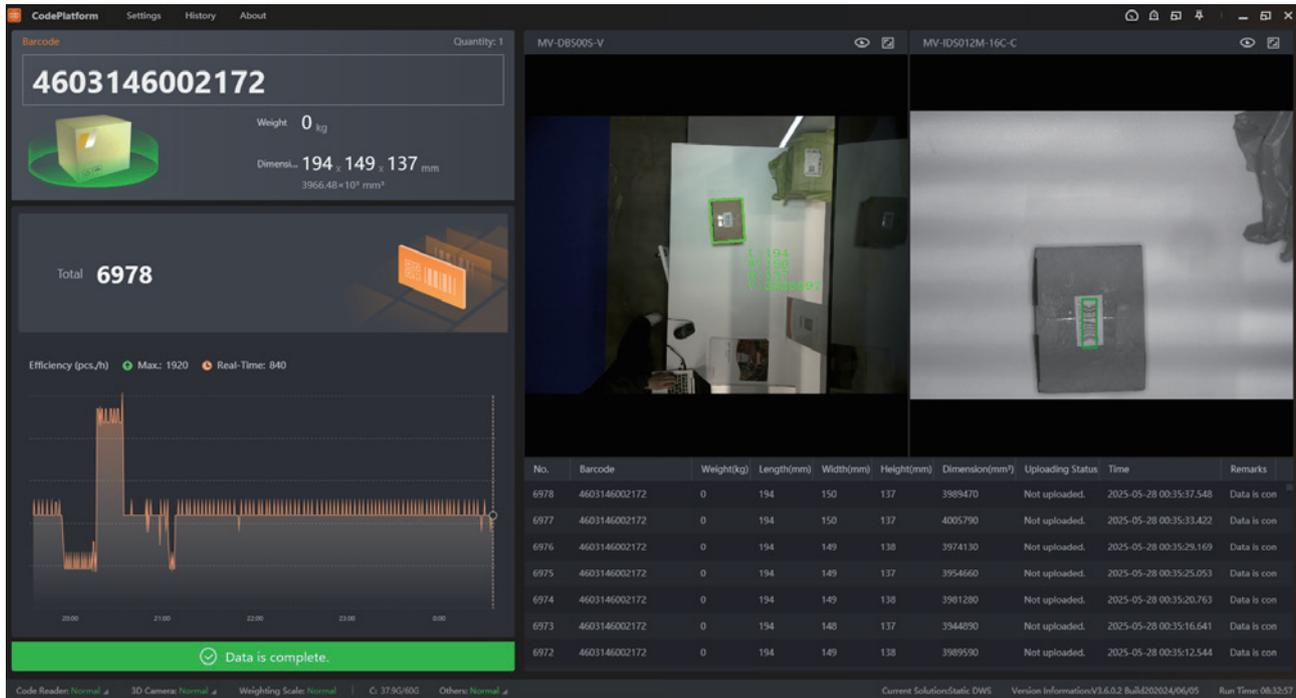 CodePlatform Settings History About
Barcode Quantity: 1
4603146002172
Weight 0 kg
Dimensi... 194 x 149 x 137 mm
3966.48×10³ mm³
Total 6978
Efficiency (pcs./h) Max.: 1920 Real-Time: 840
20:00 21:00 22:00 23:00 0:00
Data is complete.
MV-DB500S-V
MV-IDS012M-16C-C
L:194
No. Barcode Weight(kg) Length(mm) Width(mm) Height(mm) Dimension(mm³) Uploading Status Time Remarks
6978 4603146002172 0 194 150 137 3989470 Not uploaded. 2025-05-28 00:35:37.548 Data is con
6977 4603146002172 0 194 150 137 4005790 Not uploaded. 2025-05-28 00:35:33.422 Data is con
6976 4603146002172 0 194 149 138 3974130 Not uploaded. 2025-05-28 00:35:29.169 Data is con
6975 4603146002172 0 194 149 137 3954660 Not uploaded. 2025-05-28 00:35:25.053 Data is con
6974 4603146002172 0 194 149 138 3981280 Not uploaded. 2025-05-28 00:35:20.763 Data is con
6973 4603146002172 0 194 148 137 3944890 Not uploaded. 2025-05-28 00:35:16.641 Data is con
6972 4603146002172 0 194 149 138 3989590 Not uploaded. 2025-05-28 00:35:12.544 Data is con
Code Reader: Normal 3D Camera: Normal Weighting Scale: Normal C: 37.9G/60G Others: Normal Current Solution:Static DWS Version Information:V3.6.0.2 Build202024/06/05 Run Time: 08:32:57